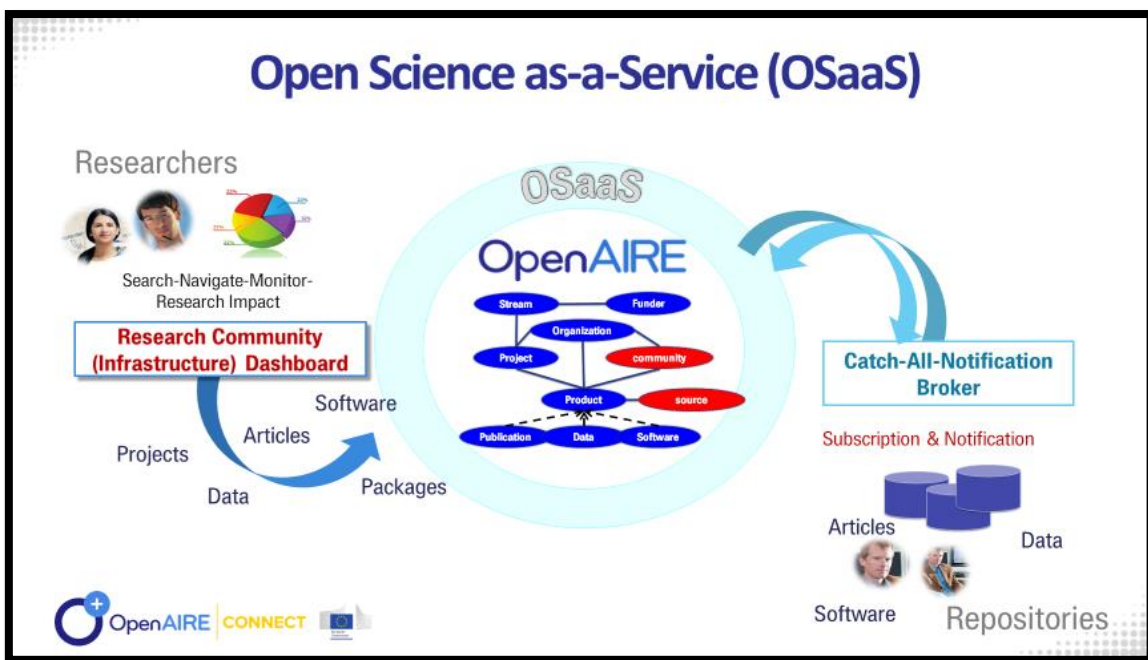 Open Science as-a-Service (OSaaS)
Researchers
Search-Navigate-Monitor-
Research Impact
Research Community
(Infrastructure) Dashboard
Software
Articles
Projects
Data
Packages
OSaaS
OpenAIRE
Stream
Funder
Organization
Project
community
Product
source
Publication
Data
Software
Catch-All-Notification
Broker
Subscription & Notification
Articles
Data
Software
Repositories
OpenAIRE CONNECT